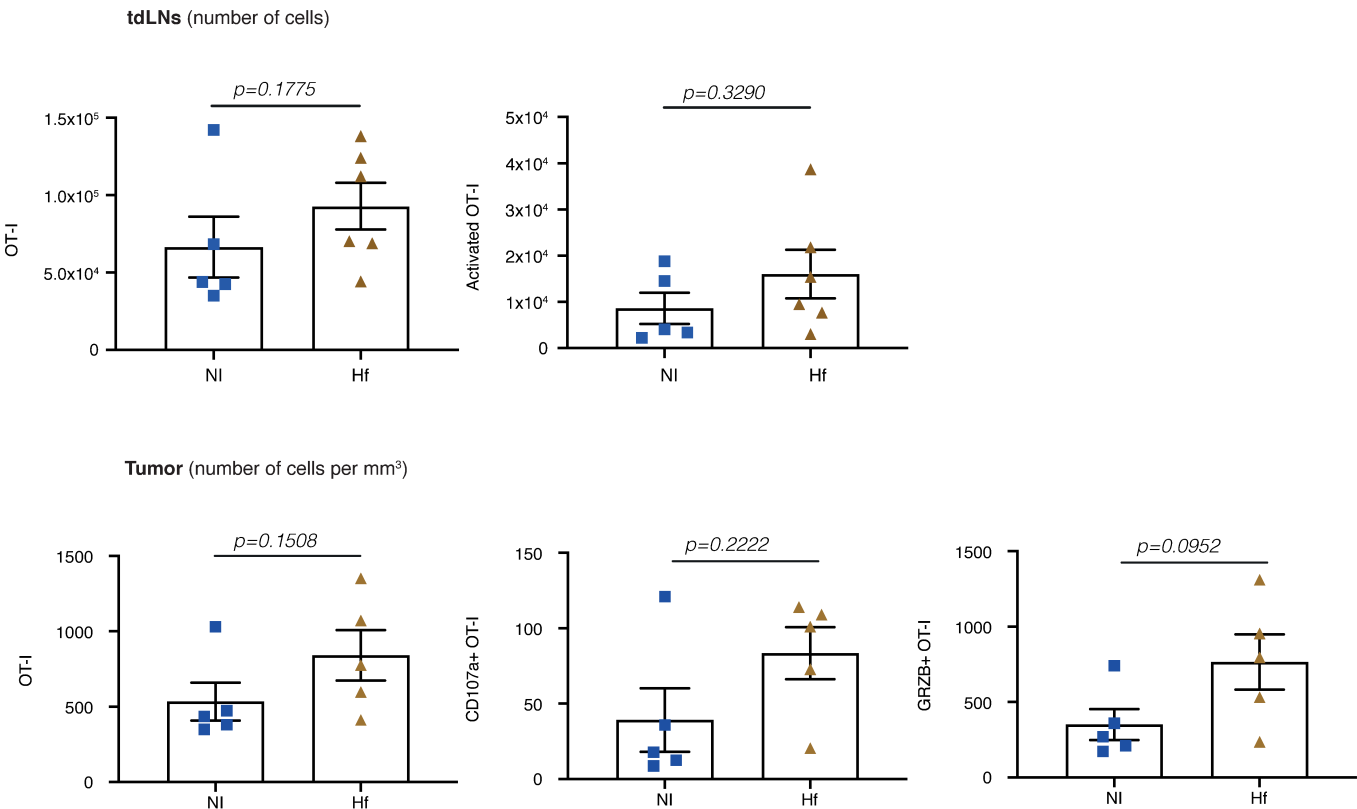 tdLNs (number of cells)
p=0.1775
OT-I
1.5x10⁵
1.0x10⁵
5.0x10⁴
0
NI
Hf
p=0.3290
Activated OT-I
5x10⁴
4x10⁴
3x10⁴
2x10⁴
1x10⁴
0
NI
Hf
Tumor (number of cells per mm³)
p=0.1508
OT-I
1500
1000
500
0
NI
Hf
p=0.2222
CD107a+ OT-I
150
100
50
0
NI
Hf
p=0.0952
GRZB+ OT-I
1500
1000
500
0
NI
Hf